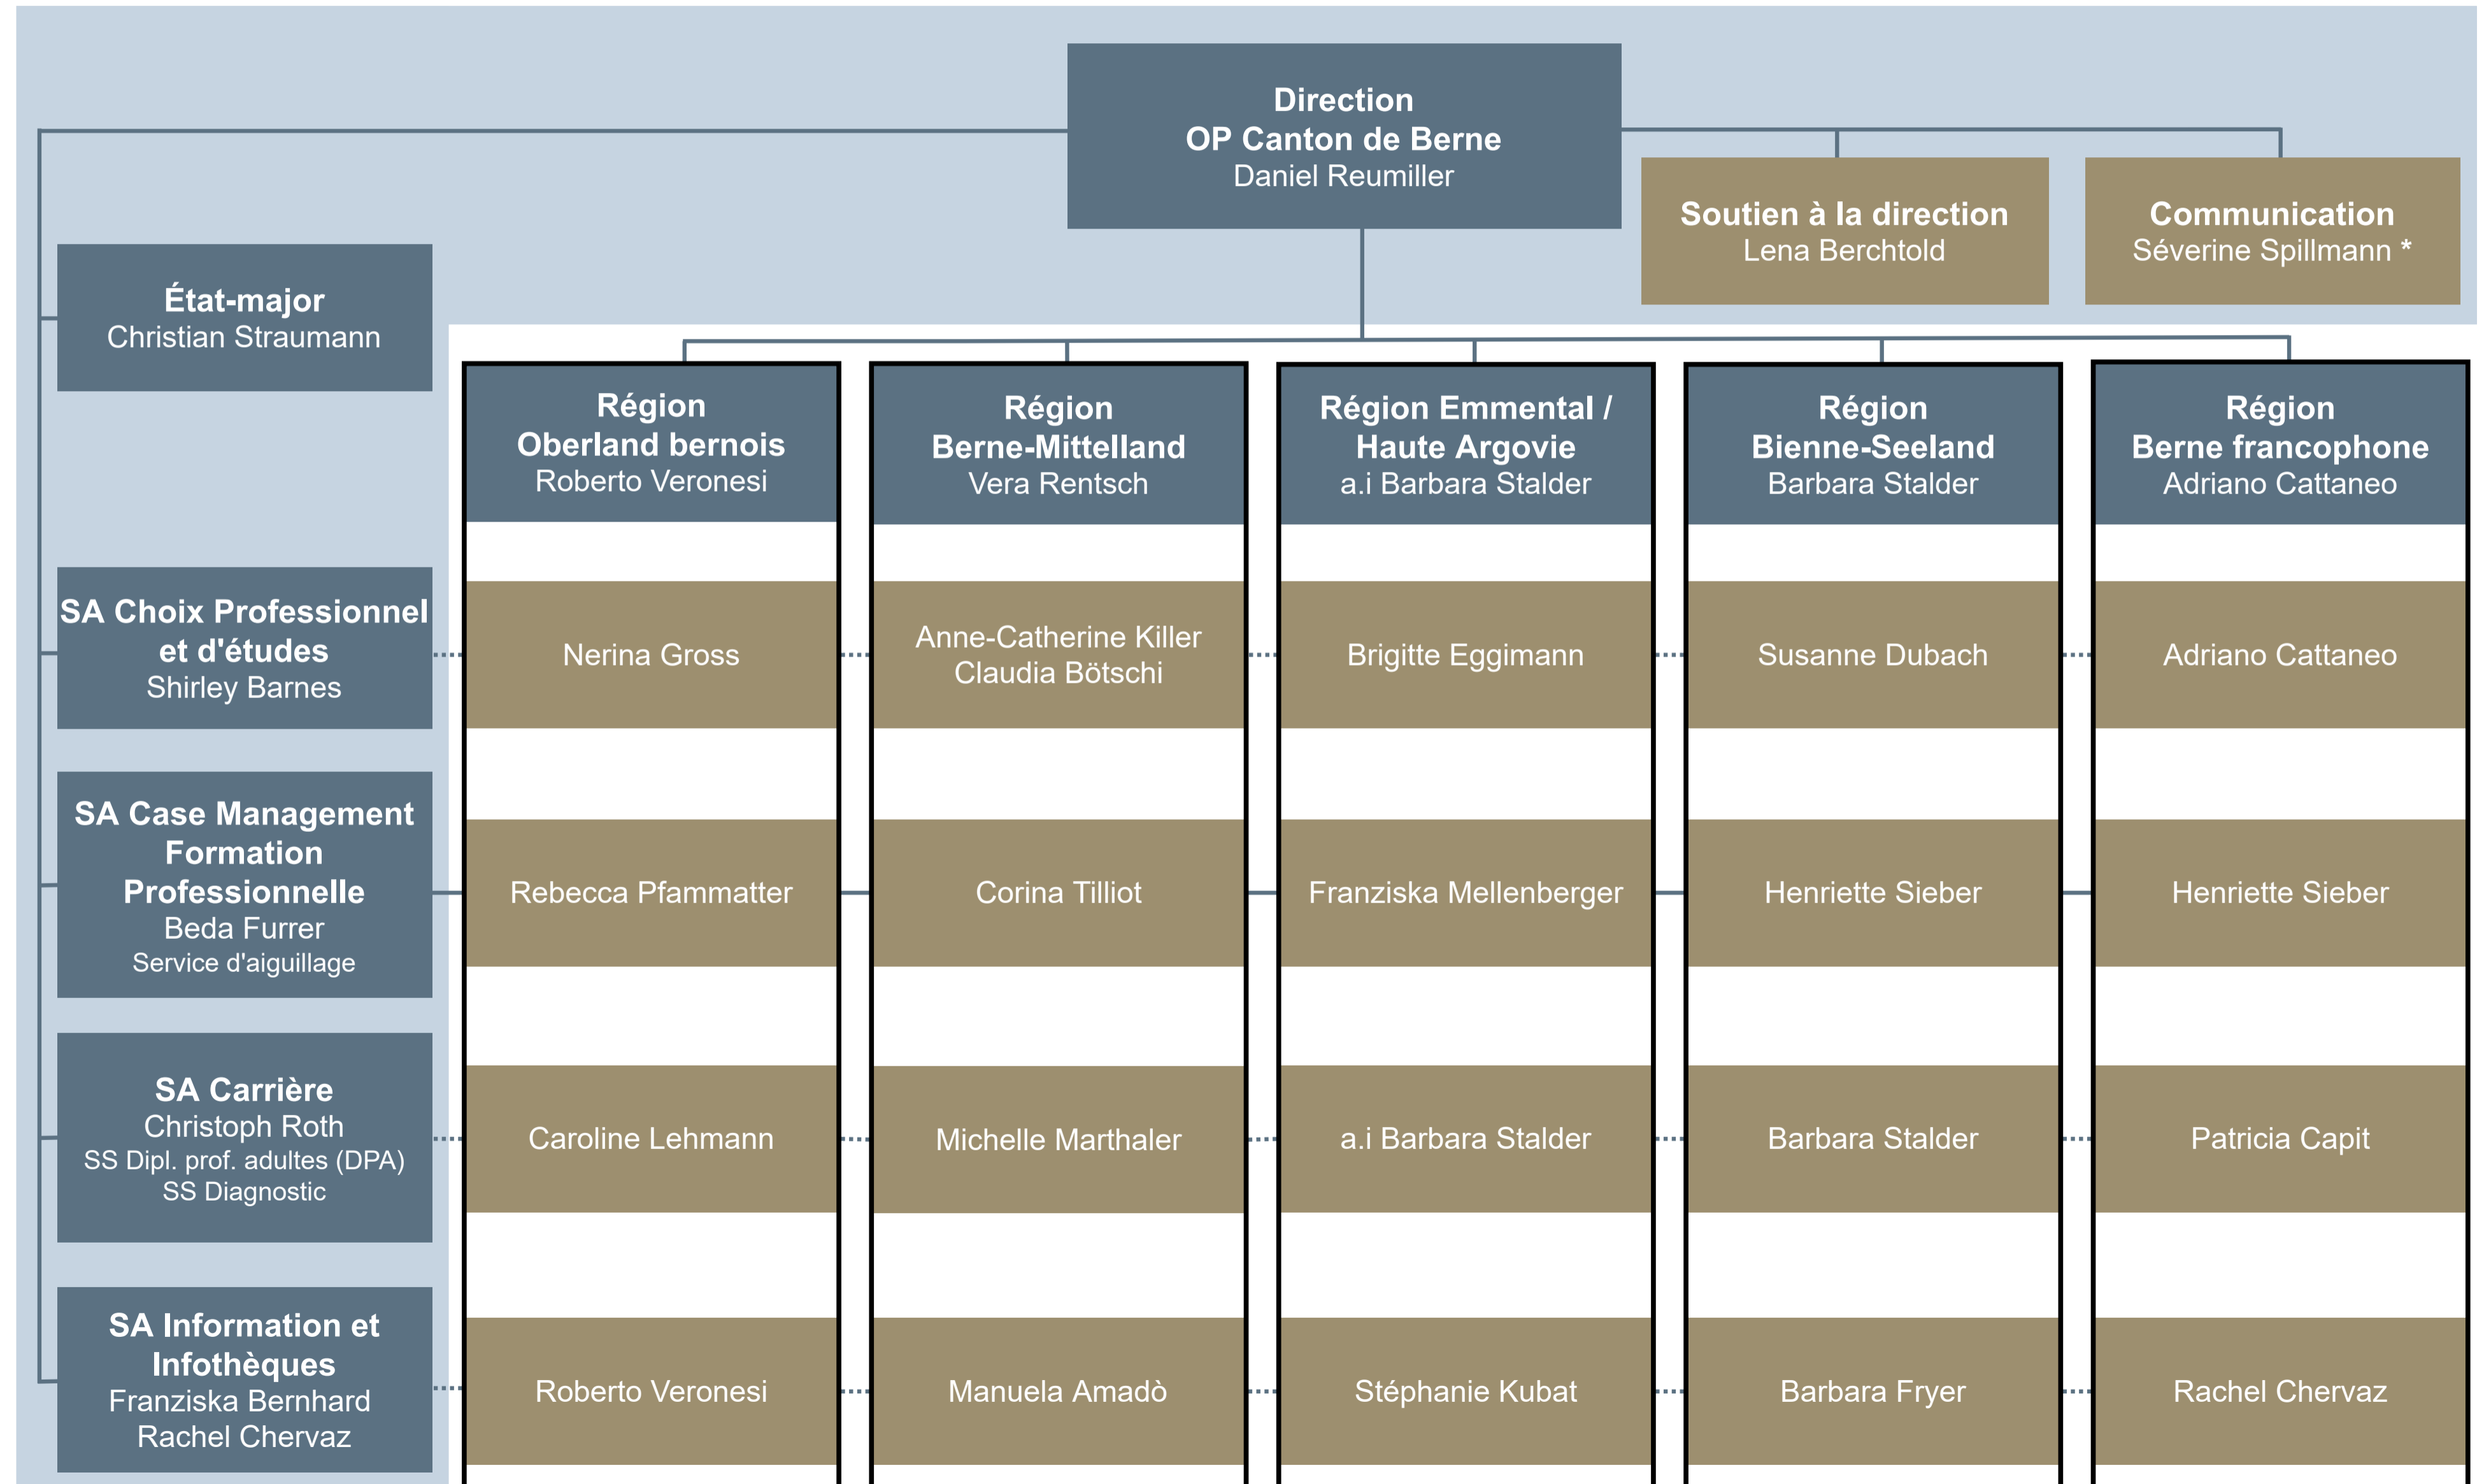 Direction
OP Canton de Berne
Daniel Reumiller
Soutien à la direction
Lena Berchtold
Communication
Séverine Spillmann *
État-major
Christian Straumann
Région
Oberland bernois
Roberto Veronesi
Région
Berne-Mittelland
Vera Rentsch
Région Emmental /
Haute Argovie
a.i Barbara Stalder
Région
Bienne-Seeland
Barbara Stalder
Région
Berne francophone
Adriano Cattaneo
SA Choix Professionnel
et d'études
Shirley Barnes
Nerina Gross
Anne-Catherine Killer
Claudia Bötschi
Brigitte Eggimann
Susanne Dubach
Adriano Cattaneo
SA Case Management
Formation
Professionnelle
Beda Furrer
Service d'aiguillage
Rebecca Pfammatter
Corina Tilliot
Franziska Mellenberger
Henriette Sieber
Henriette Sieber
SA Carrière
Christoph Roth
SS Dipl. prof. adultes (DPA)
SS Diagnostic
Caroline Lehmann
Michelle Marthaler
a.i Barbara Stalder
Barbara Stalder
Patricia Capit
SA Information et
Infothèques
Franziska Bernhard
Rachel Chervaz
Roberto Veronesi
Manuela Amadò
Stéphanie Kubat
Barbara Fryer
Rachel Chervaz